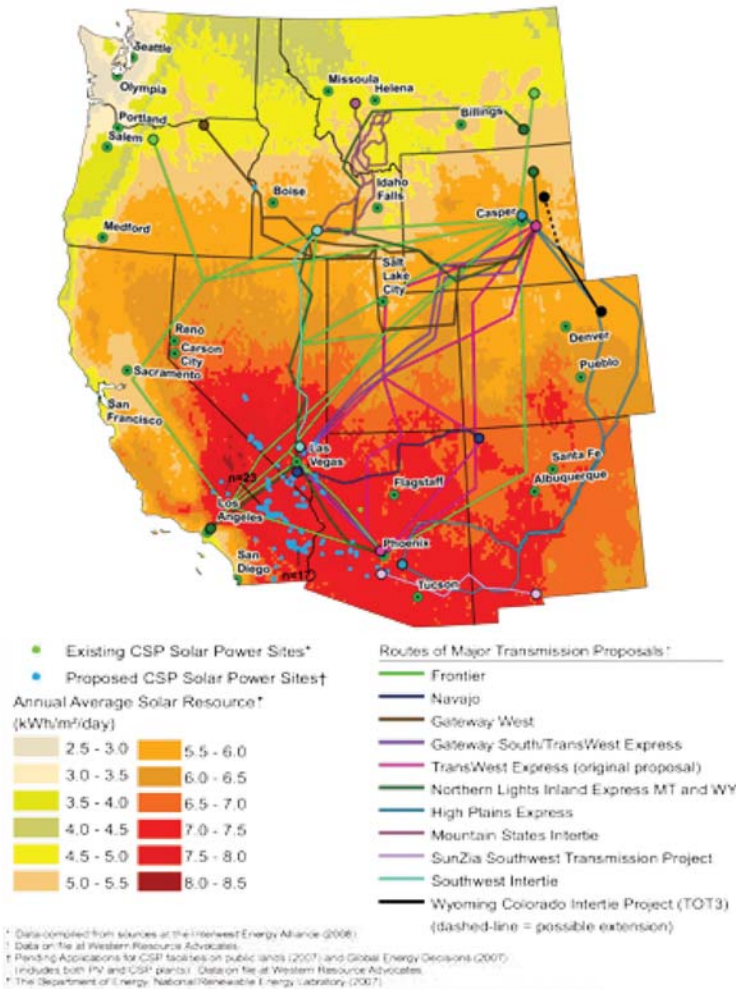 Seattle
Olympia
Portland
Salem
Medford
Missoula
Helena
Billings
Boise
Idaho
Falls
Casper
Salt
Lake
City
Reno
Carson
City
Sacramento
San
Francisco
Denver
Pueblo
Las
Vegas
n=23
Flagstaff
Santa Fe
Albuquerque
Los
Angeles
Phoenix
San
Diego
n=17
Tucson
Existing CSP Solar Power Sites*
Proposed CSP Solar Power Sites†
Annual Average Solar Resource*
(kWh/m²/day)
2.5 - 3.0
3.0 - 3.5
3.5 - 4.0
4.0 - 4.5
4.5 - 5.0
5.0 - 5.5
5.5 - 6.0
6.0 - 6.5
6.5 - 7.0
7.0 - 7.5
7.5 - 8.0
8.0 - 8.5
Routes of Major Transmission Proposals
Frontier
Navajo
Gateway West
Gateway South/TransWest Express
TransWest Express (original proposal)
Northern Lights Inland Express MT and WY
High Plains Express
Mountain States Intertie
SunZia Southwest Transmission Project
Southwest Intertie
Wyoming Colorado Intertie Project (TOT3)
(dashed-line = possible extension)
* Data compiled from sources at the Interwest Energy Alliance (2008)
Data on file at Western Resource Advocates.
† Pending Applications for CSP facilities on public lands (2007) and Global Energy Decisions (2007)
(includes both PV and CSP plants). Data on file at Western Resource Advocates
* The Department of Energy, National Renewable Energy Labratory (2007)